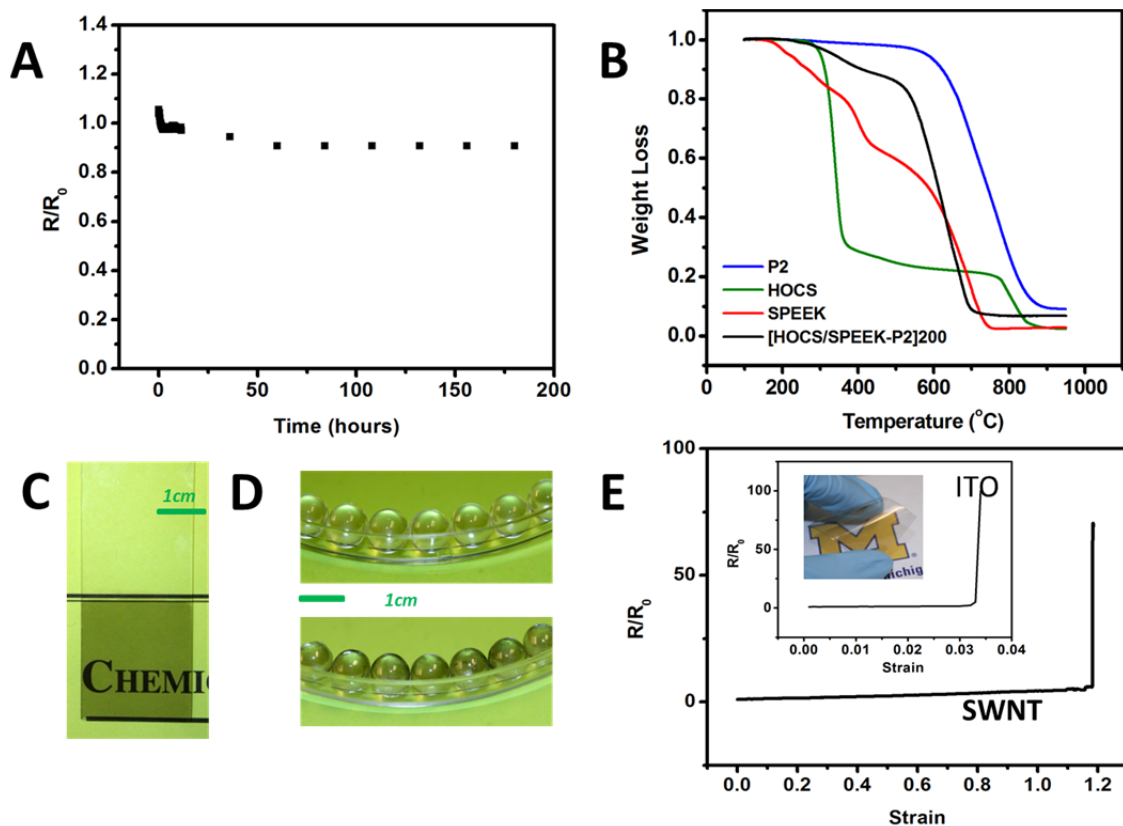 A
1.4
1.2
1.0
0.8
0.6
0.4
0.2
0.0
R/R0
0 50 100 150 200
Time (hours)
B
1.0
0.8
0.6
0.4
0.2
0.0
Weight Loss
P2
HOCS
SPEEK
[HOCS/SPEEK-P2]200
0 200 400 600 800 1000
Temperature (°C)
C
1cm
CHEMI
D
1cm
E
100
50
0
R/R0
ITO
100
75
50
25
0
R/R0
M
ichig
0.00 0.01 0.02 0.03 0.04
Strain
SWNT
0.0 0.2 0.4 0.6 0.8 1.0 1.2
Strain